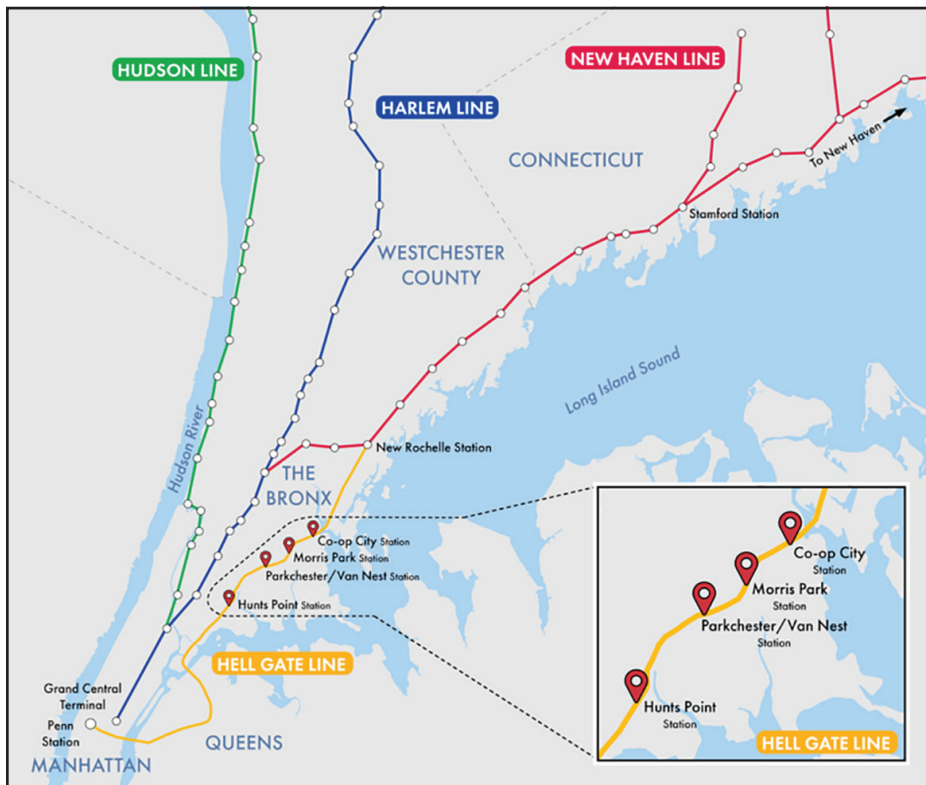 HUDSON LINE
HARLEM LINE
NEW HAVEN LINE
CONNECTICUT
To New Haven
Stamford Station
WESTCHESTER
COUNTY
Long Island Sound
Hudson River
New Rochelle Station
THE
BRONX
Co-op City Station
Morris Park Station
Parkchester/Van Nest Station
Hunts Point Station
HELL GATE LINE
Grand Central
Terminal
Penn
Station
QUEENS
MANHATTAN
Co-op City
Station
Morris Park
Station
Parkchester/Van Nest
Station
Hunts Point
Station
HELL GATE LINE